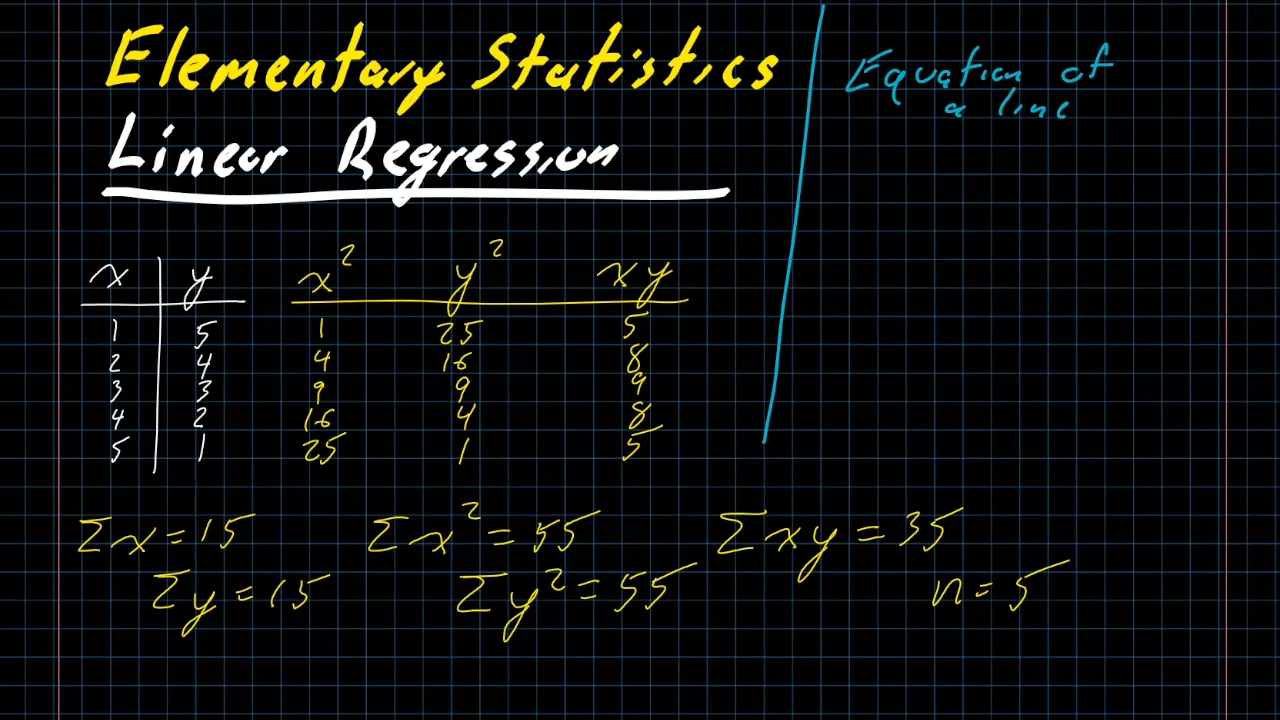 Elementary Statistics
Linear Regression
Equation of
a line
x y x² y² xy
1 5 1 25 5
2 4 4 16 8
3 3 9 9 9
4 2 16 4 8
5 1 25 1 5
Σx = 15 Σx² = 55 Σxy = 35
Σy = 15 Σy² = 55 n = 5